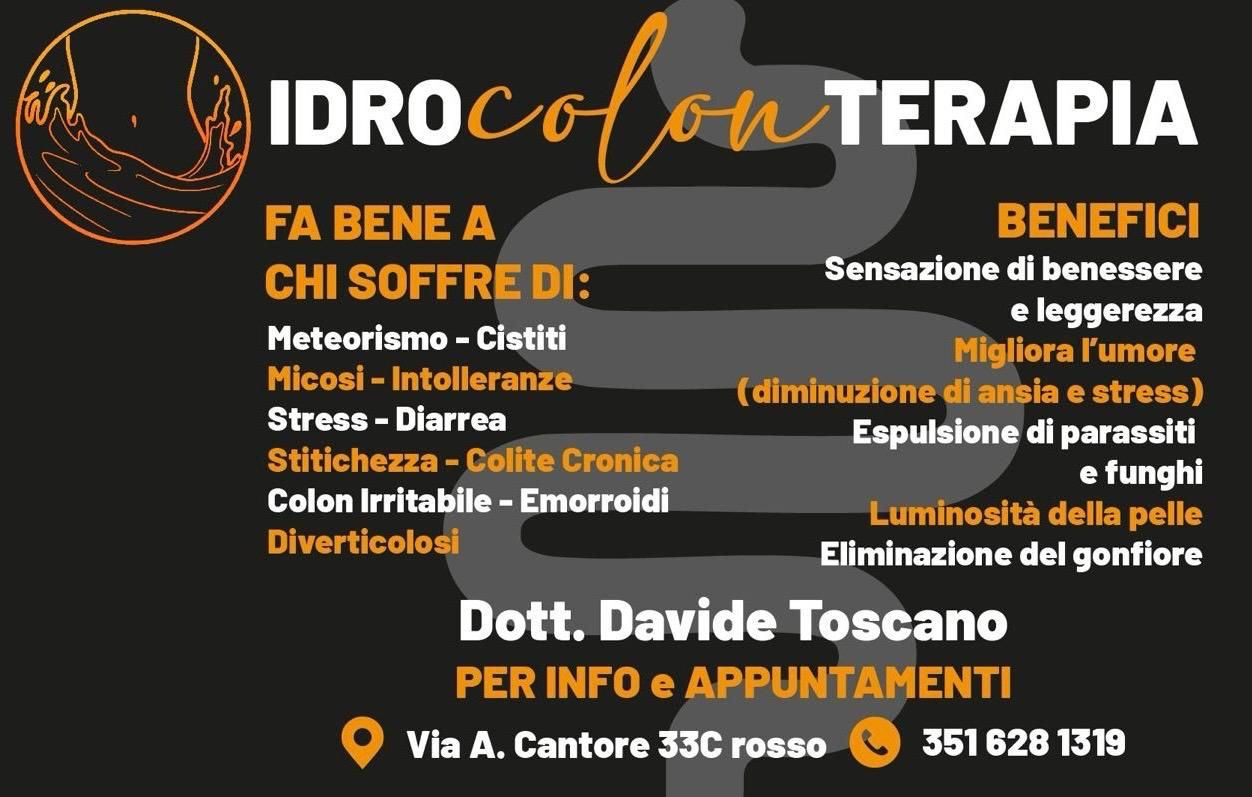 IDROcolonTERAPIA
FA BENE A
CHI SOFFRE DI:
Meteorismo - Cistiti
Micosi - Intolleranze
Stress - Diarrea
Stitichezza - Colite Cronica
Colon Irritabile - Emorroidi
Diverticolosi
BENEFICI
Sensazione di benessere
e leggerezza
Migliora l’umore
(diminuzione di ansia e stress)
Espulsione di parassiti
e funghi
Luminosità della pelle
Eliminazione del gonfiore
Dott. Davide Toscano
PER INFO e APPUNTAMENTI
Via A. Cantore 33C rosso 351 628 1319